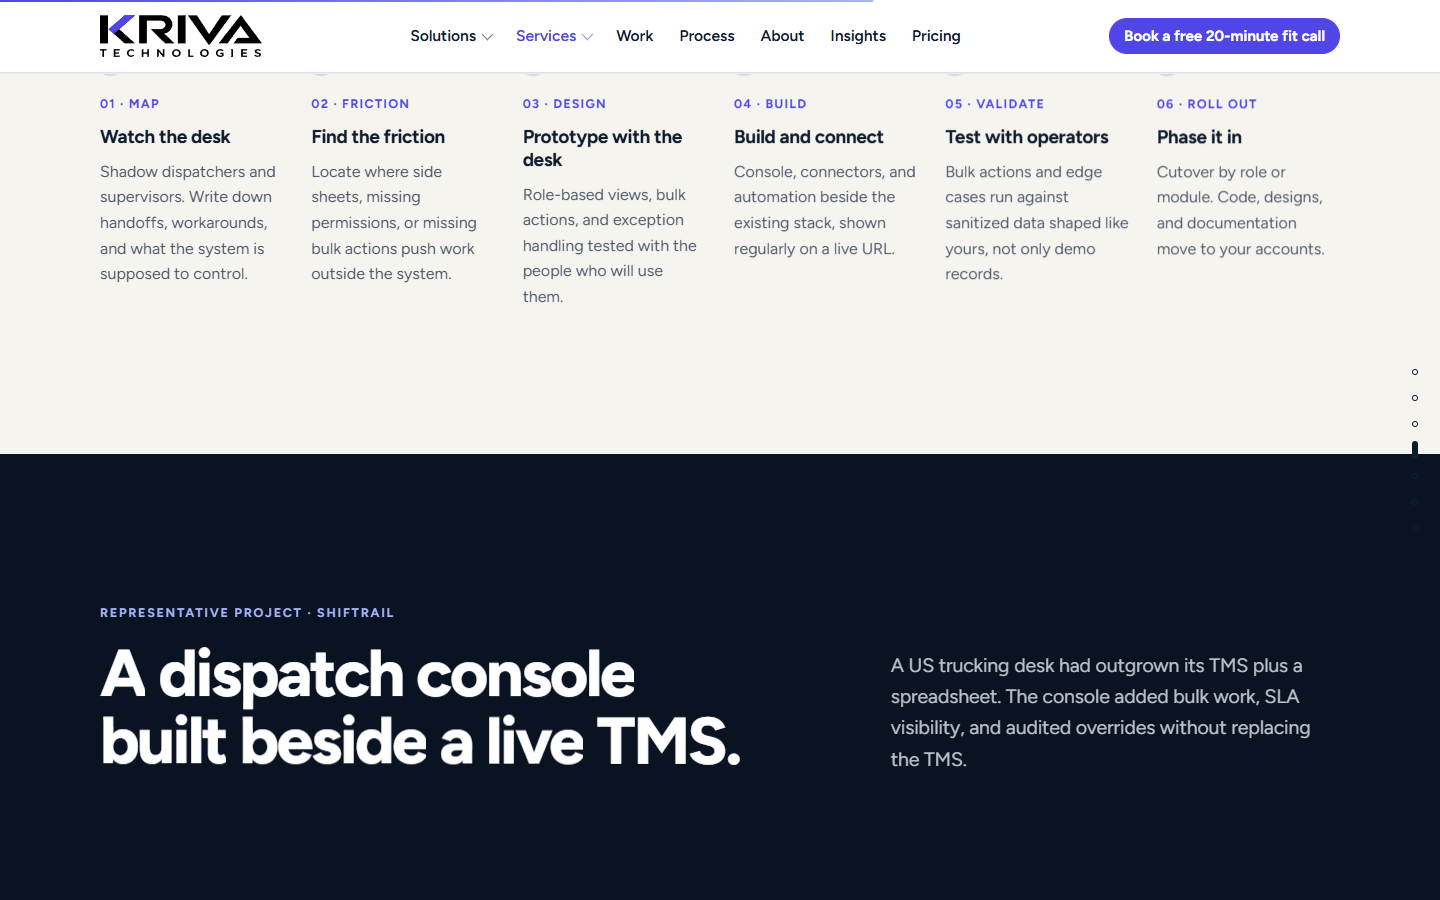 KRIVA
TECHNOLOGIES
Solutions
Services
Work
Process
About
Insights
Pricing
Book a free 20-minute fit call
01 · MAP
Watch the desk
Shadow dispatchers and
supervisors. Write down
handoffs, workarounds,
and what the system is
supposed to control.
02 · FRICTION
Find the friction
Locate where side
sheets, missing
permissions, or missing
bulk actions push work
outside the system.
03 · DESIGN
Prototype with the
desk
Role-based views, bulk
actions, and exception
handling tested with the
people who will use
them.
04 · BUILD
Build and connect
Console, connectors, and
automation beside the
existing stack, shown
regularly on a live URL.
05 · VALIDATE
Test with operators
Bulk actions and edge
cases run against
sanitized data shaped like
yours, not only demo
records.
06 · ROLL OUT
Phase it in
Cutover by role or
module. Code, designs,
and documentation
move to your accounts.
REPRESENTATIVE PROJECT · SHIFTRAIL
A dispatch console
built beside a live TMS.
A US trucking desk had outgrown its TMS plus a
spreadsheet. The console added bulk work, SLA
visibility, and audited overrides without replacing
the TMS.